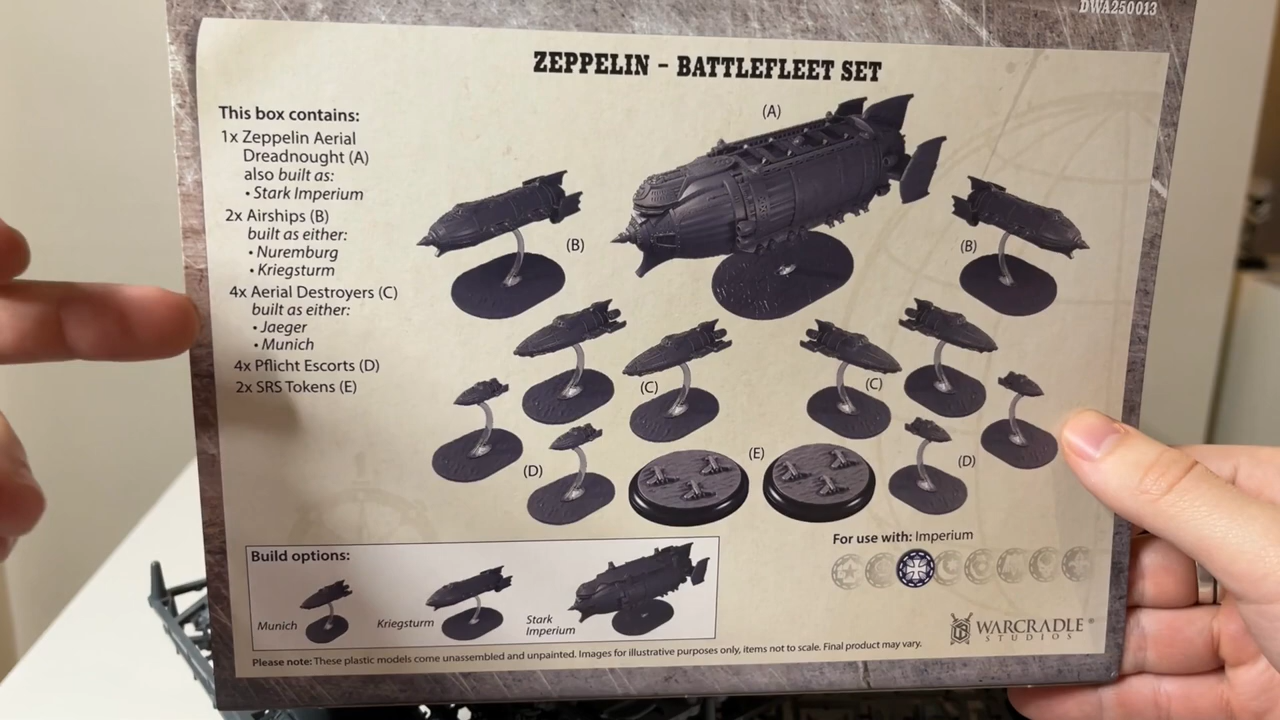 DWA250013
ZEPPELIN – BATTLEFLEET SET
This box contains:
1x Zeppelin Aerial
Dreadnought (A)
also built as:
• Stark Imperium
2x Airships (B)
built as either:
• Nuremburg
• Kriegsturm
4x Aerial Destroyers (C)
built as either:
• Jaeger
• Munich
4x Pflicht Escorts (D)
2x SRS Tokens (E)
(A)
(B)
(B)
(C)
(C)
(D)
(E)
(D)
For use with: Imperium
Build options:
Munich
Kriegsturm
Stark
Imperium
WARCRADLE®
STUDIOS
Please note: These plastic models come unassembled and unpainted. Images for illustrative purposes only, items not to scale. Final product may vary.